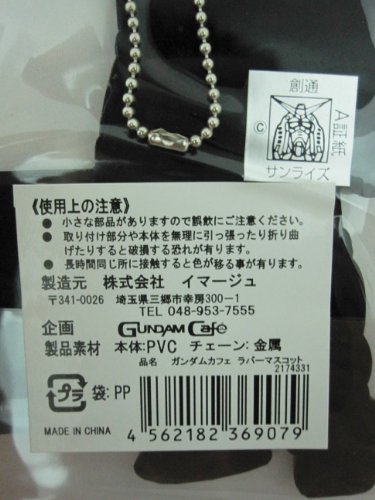 創通
©
A証紙
サンライズ
《使用上の注意》
● 小さな部品がありますので誤飲にご注意ください。
● 取り付け部分や本体を無理に引っ張ったり折り曲
げたりすると破損する恐れが有ります。
● 長時間同じ所に接触すると色が移る事が有ります。
製造元 株式会社 イマージュ
〒341-0026 埼玉県三郷市幸房300−1
TEL 048-953-7555
企画 GUNDAM Café
製品素材 本体:PVC チェーン:金属
品名 ガンダムカフェ ラバーマスコット
2174331
プラ 袋:PP
MADE IN CHINA
4 562182 369079